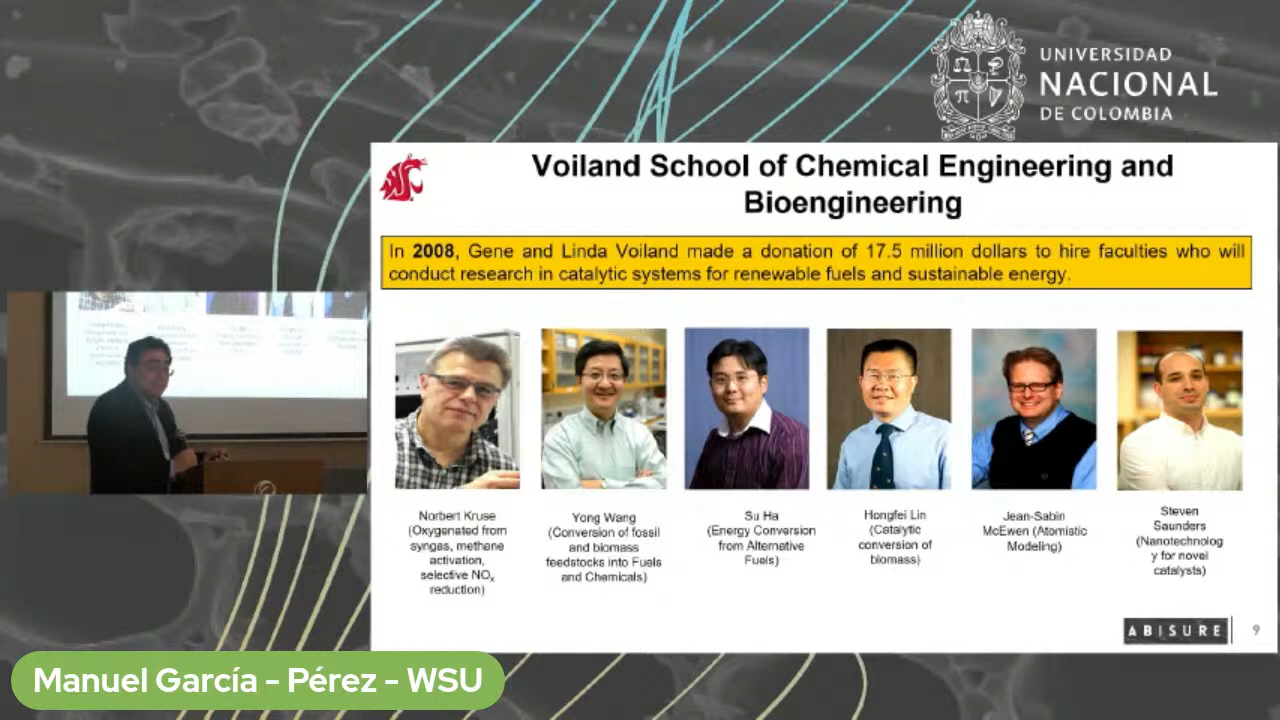 UNIVERSIDAD
NACIONAL
DE COLOMBIA
WSU
Voiland School of Chemical Engineering and
Bioengineering
In 2008, Gene and Linda Voiland made a donation of 17.5 million dollars to hire faculties who will
conduct research in catalytic systems for renewable fuels and sustainable energy.
Norbert Kruse
(Oxygenated from
syngas, methane
activation,
selective NOx
reduction)
Yong Wang
(Conversion of fossil
and biomass
feedstocks into Fuels
and Chemicals)
Su Ha
(Energy Conversion
from Alternative
Fuels)
Hongfei Lin
(Catalytic
conversion of
biomass)
Jean-Sabin
McEwen (Atomistic
Modeling)
Steven
Saunders
(Nanotechnolog
y for novel
catalysts)
ABISURE
9
Manuel García - Pérez - WSU